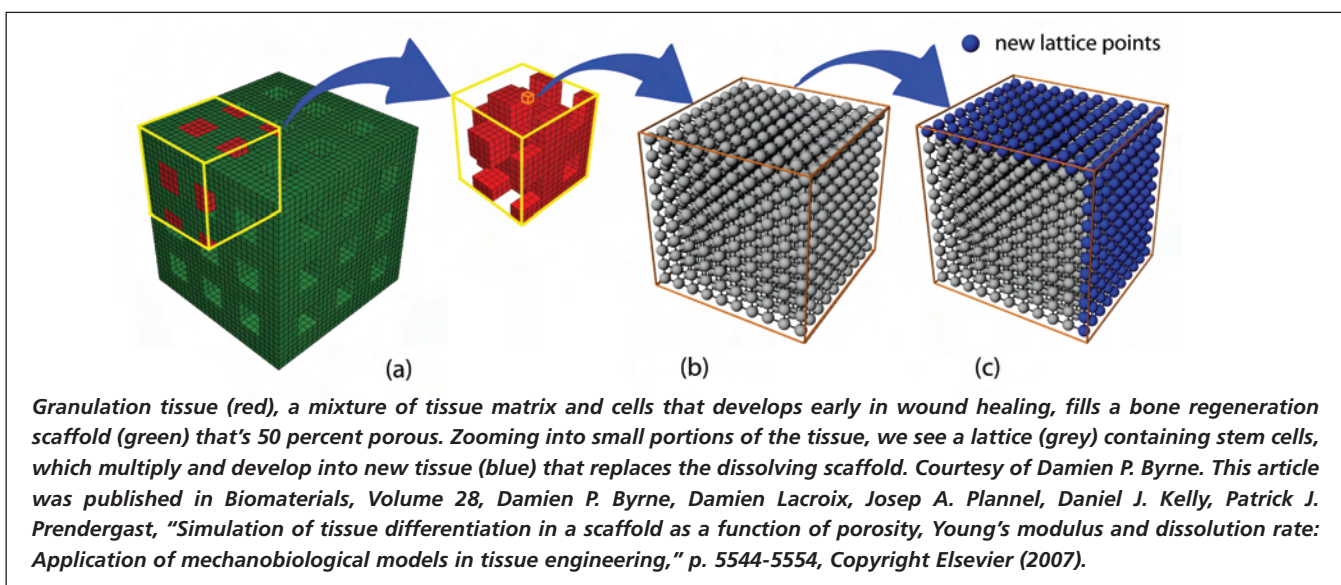 new lattice points
(a)
(b)
(c)
Granulation tissue (red), a mixture of tissue matrix and cells that develops early in wound healing, fills a bone regeneration
scaffold (green) that's 50 percent porous. Zooming into small portions of the tissue, we see a lattice (grey) containing stem cells,
which multiply and develop into new tissue (blue) that replaces the dissolving scaffold. Courtesy of Damien P. Byrne. This article
was published in Biomaterials, Volume 28, Damien P. Byrne, Damien Lacroix, Josep A. Plannel, Daniel J. Kelly, Patrick J.
Prendergast, “Simulation of tissue differentiation in a scaffold as a function of porosity, Young's modulus and dissolution rate:
Application of mechanobiological models in tissue engineering,” p. 5544-5554, Copyright Elsevier (2007).